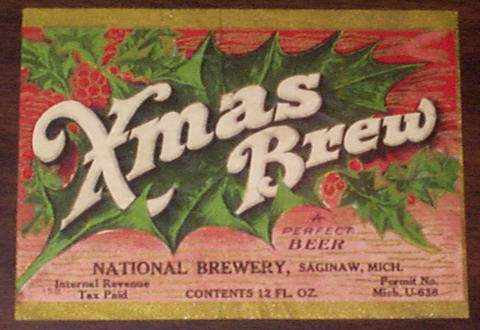 Xmas
Brew
A
PERFECT
BEER
NATIONAL BREWERY, SAGINAW, MICH.
Internal Revenue
Tax Paid
CONTENTS 12 FL. OZ.
Permit No.
Mich. U-638